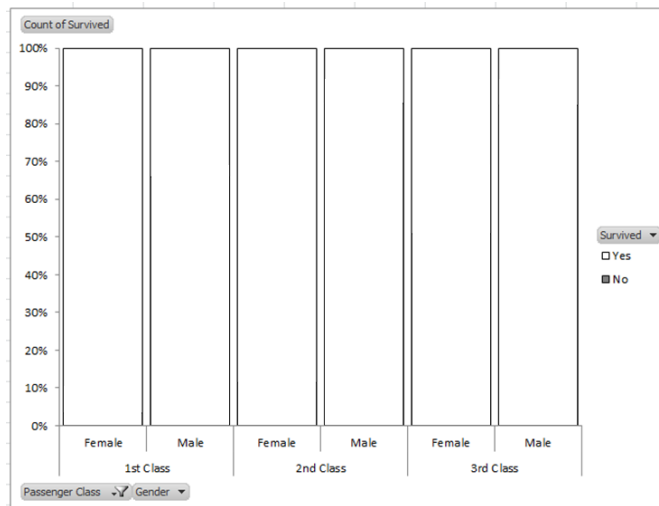 Count of Survived
100%
90%
80%
70%
60%
50%
40%
30%
20%
10%
0%
Survived
Yes
No
Female Male Female Male Female Male
1st Class 2nd Class 3rd Class
Passenger Class Gender